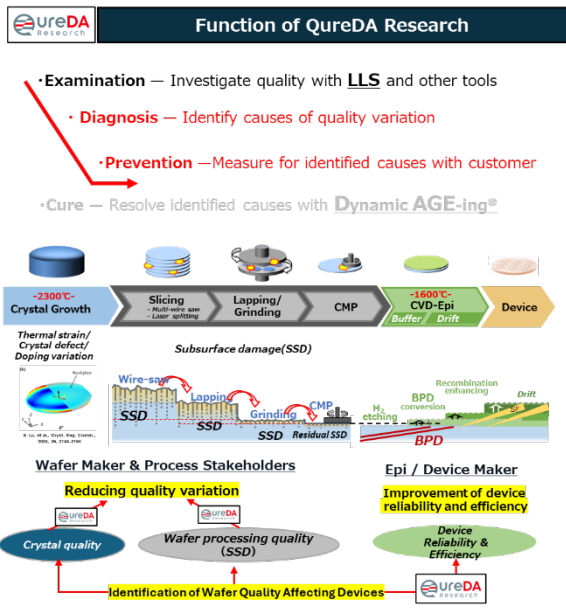 QureDA
Research
Function of QureDA Research
・Examination — Investigate quality with LLS and other tools
・Diagnosis — Identify causes of quality variation
・Prevention —Measure for identified causes with customer
・Cure — Resolve identified causes with Dynamic AGE-ing®
-2300℃-
Crystal Growth
Slicing
- Multi-wire saw
- Laser splitting
Lapping/
Grinding
CMP
-1600℃-
CVD-Epi
Buffer Drift
Device
Thermal strain/
Crystal defect/
Doping variation
Subsurface damage(SSD)
Wire-saw
Lapping
Grinding
CMP
SSD
SSD
SSD
Residual SSD
H2
etching
BPD
conversion
Recombination
enhancing
Drift
TT
SF
BPD
Wafer Maker & Process Stakeholders
Epi / Device Maker
Reducing quality variation
Improvement of device
reliability and efficiency
QureDA
Research
QureDA
Research
Crystal quality
Wafer processing quality
(SSD)
Device
Reliability &
Efficiency
Identification of Wafer Quality Affecting Devices
QureDA
Research